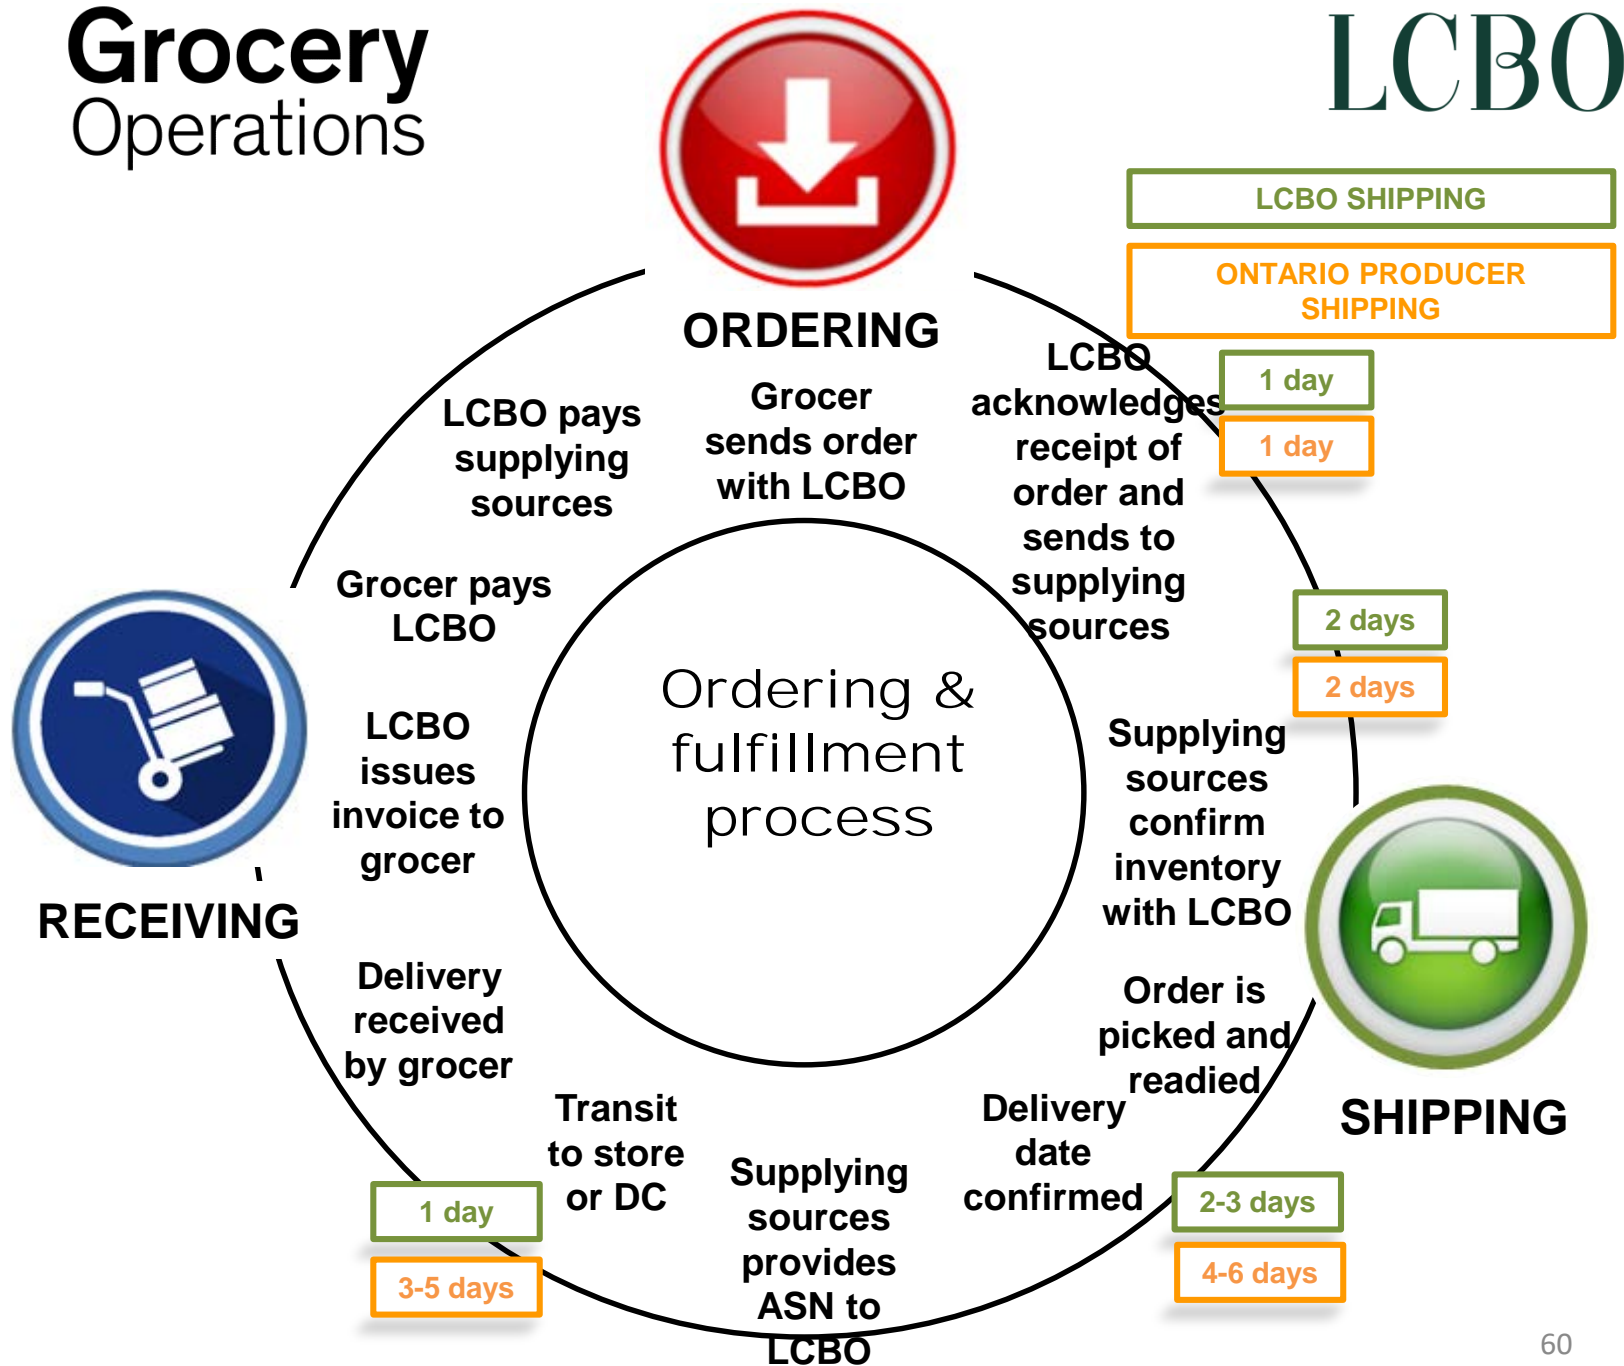 Grocery
Operations
LCBO
LCBO SHIPPING
ONTARIO PRODUCER
SHIPPING
ORDERING
Grocer
sends order
with LCBO
LCBO
acknowledges
receipt of
order and
sends to
supplying
sources
1 day
1 day
2 days
2 days
Supplying
sources
confirm
inventory
with LCBO
SHIPPING
Order is
picked and
readied
Delivery
date
confirmed
2-3 days
4-6 days
Supplying
sources
provides
ASN to
LCBO
Transit
to store
or DC
1 day
3-5 days
Delivery
received
by grocer
RECEIVING
LCBO
issues
invoice to
grocer
Grocer pays
LCBO
LCBO pays
supplying
sources
Ordering &
fulfillment
process
60